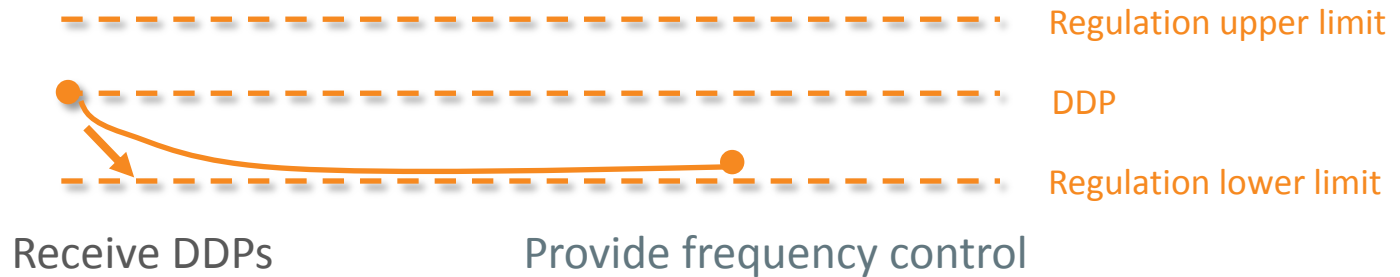 Regulation upper limit
DDP
Regulation lower limit
Receive DDPs
Provide frequency control